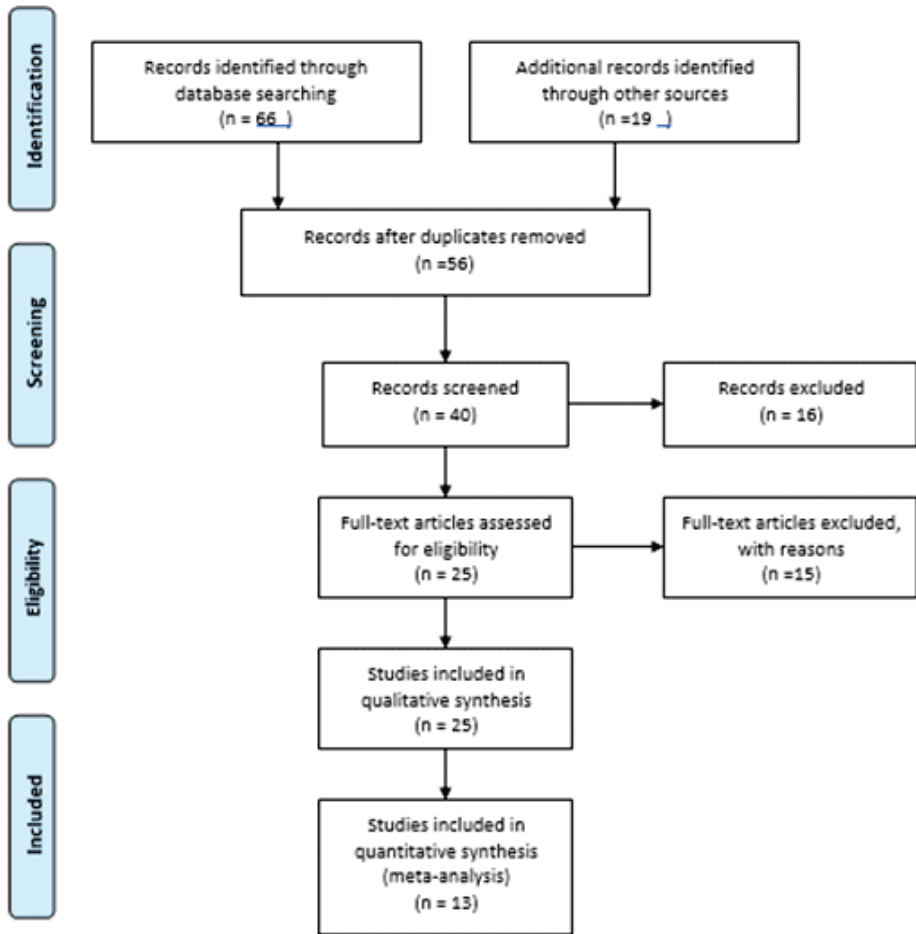 Identification
Records identified through
database searching
(n = 66 )
Additional records identified
through other sources
(n =19 )
Records after duplicates removed
(n =56)
Screening
Records screened
(n = 40)
Records excluded
(n = 16)
Eligibility
Full-text articles assessed
for eligibility
(n = 25)
Full-text articles excluded,
with reasons
(n =15)
Studies included in
qualitative synthesis
(n = 25)
Included
Studies included in
quantitative synthesis
(meta-analysis)
(n = 13)